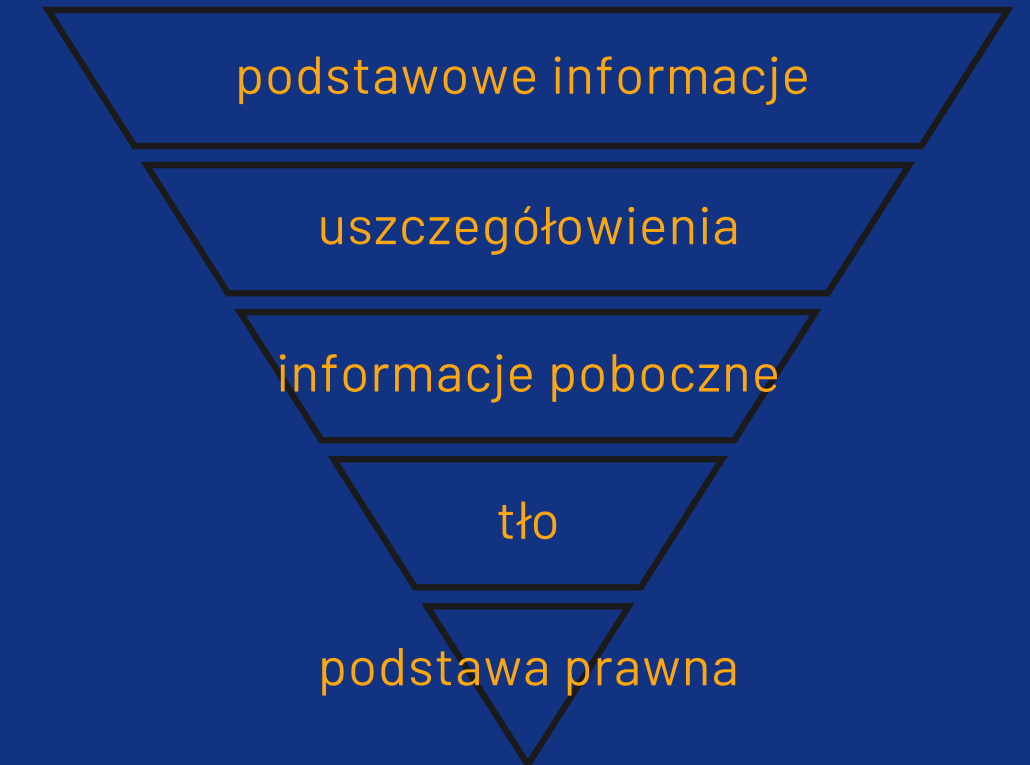 podstawowe informacje
uszczegółowienia
informacje poboczne
tło
podstawa prawna